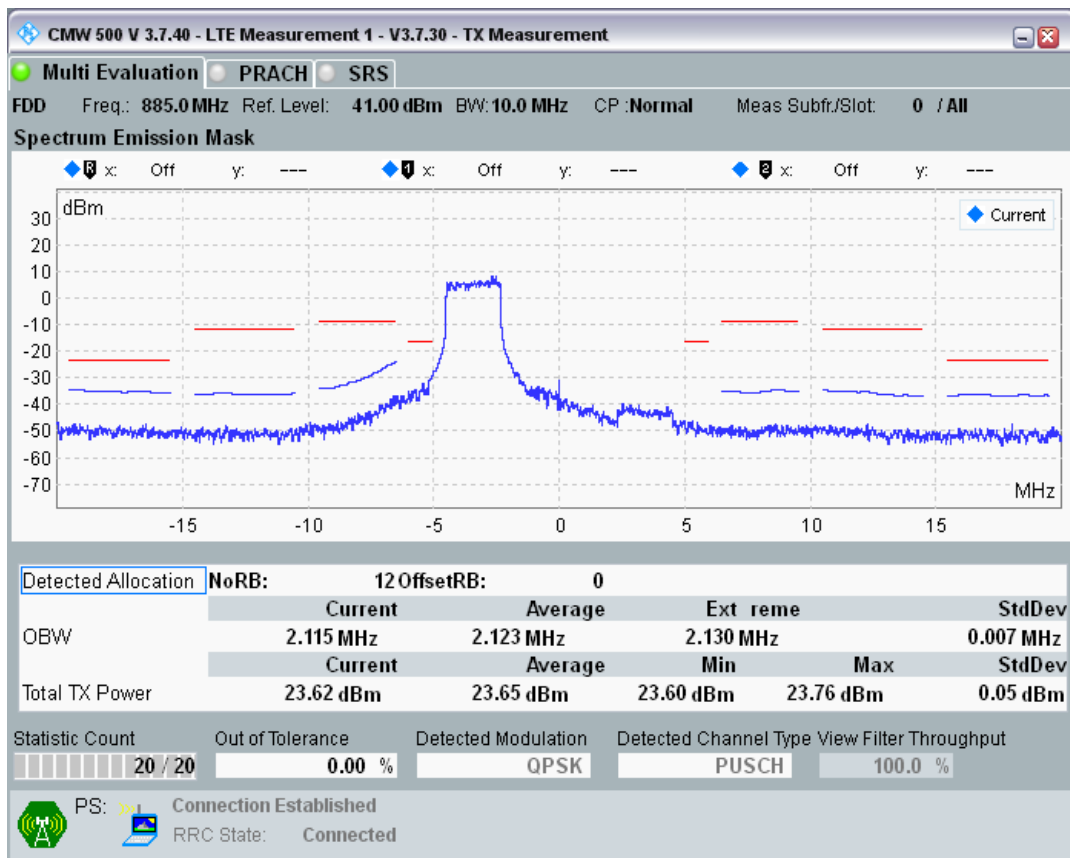 CMW 500 V 3.7.40 - LTE Measurement 1 - V3.7.30 - TX Measurement
Multi Evaluation PRACH SRS
FDD Freq.: 885.0 MHz Ref. Level: 41.00 dBm BW: 10.0 MHz CP :Normal Meas Subfr./Slot: 0 / All
Spectrum Emission Mask
R x: Off y: --- 1 x: Off y: --- 2 x: Off y: ---
dBm
Current
30
20
10
0
-10
-20
-30
-40
-50
-60
-70
MHz
-15 -10 -5 0 5 10 15
Detected Allocation NoRB: 12 OffsetRB: 0
Current Average Ext reme StdDev
OBW 2.115 MHz 2.123 MHz 2.130 MHz 0.007 MHz
Current Average Min Max StdDev
Total TX Power 23.62 dBm 23.65 dBm 23.60 dBm 23.76 dBm 0.05 dBm
Statistic Count Out of Tolerance Detected Modulation Detected Channel Type View Filter Throughput
20 / 20 0.00 % QPSK PUSCH 100.0 %
PS: Connection Established
RRC State: Connected